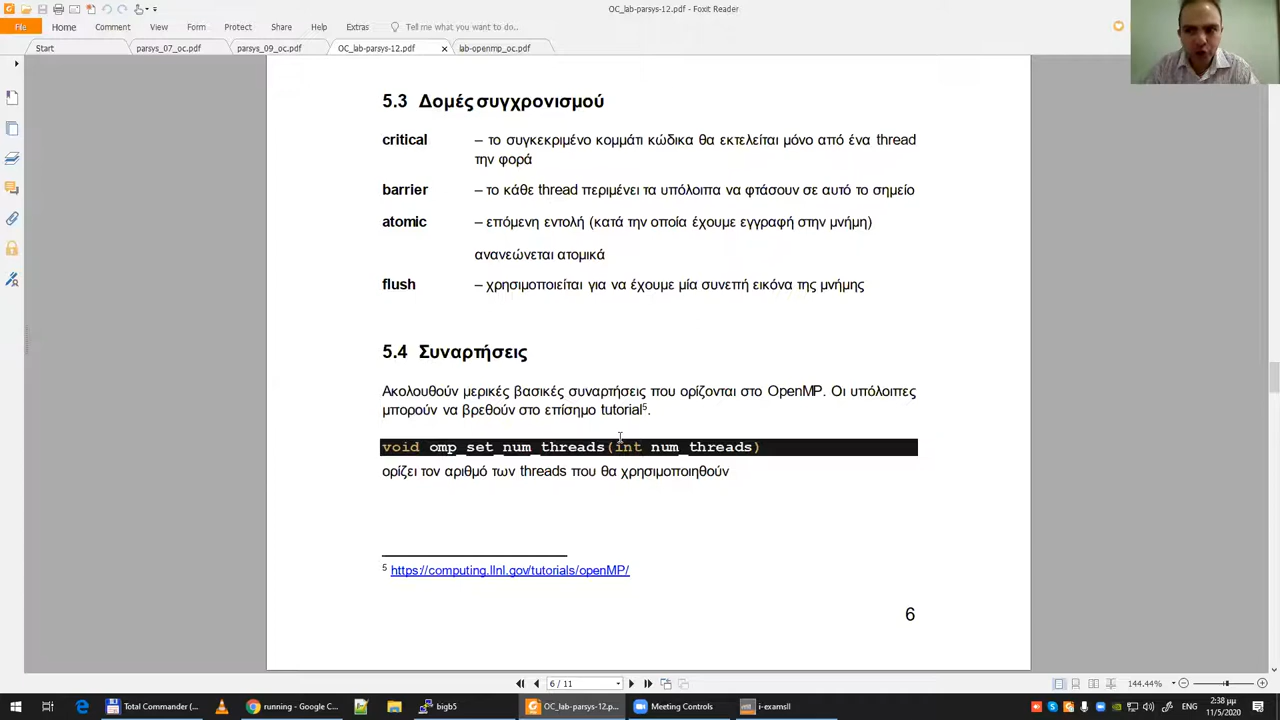 OC_lab-parsys-12.pdf - Foxit Reader
File Home Comment View Form Protect Share Help Extras Tell me what you want to do...
Start parsys_07_oc.pdf parsys_09_oc.pdf OC_lab-parsys-12.pdf lab-openmp_oc.pdf
5.3 Δομές συγχρονισμού
critical – το συγκεκριμένο κομμάτι κώδικα θα εκτελείται μόνο από ένα thread
την φορά
barrier – το κάθε thread περιμένει τα υπόλοιπα να φτάσουν σε αυτό το σημείο
atomic – επόμενη εντολή (κατά την οποία έχουμε εγγραφή στην μνήμη)
ανανεώνεται ατομικά
flush – χρησιμοποιείται για να έχουμε μία συνεπή εικόνα της μνήμης
5.4 Συναρτήσεις
Ακολουθούν μερικές βασικές συναρτήσεις που ορίζονται στο OpenMP. Οι υπόλοιπες
μπορούν να βρεθούν στο επίσημο tutorial5.
void omp_set_num_threads(int num_threads)
ορίζει τον αριθμό των threads που θα χρησιμοποιηθούν
5 https://computing.llnl.gov/tutorials/openMP/
6
6 / 11 144.44%
Total Commander (... running - Google C... bigb5 OC_lab-parsys-12.p... Meeting Controls i-examsll ENG 2:38 μμ
11/5/2020